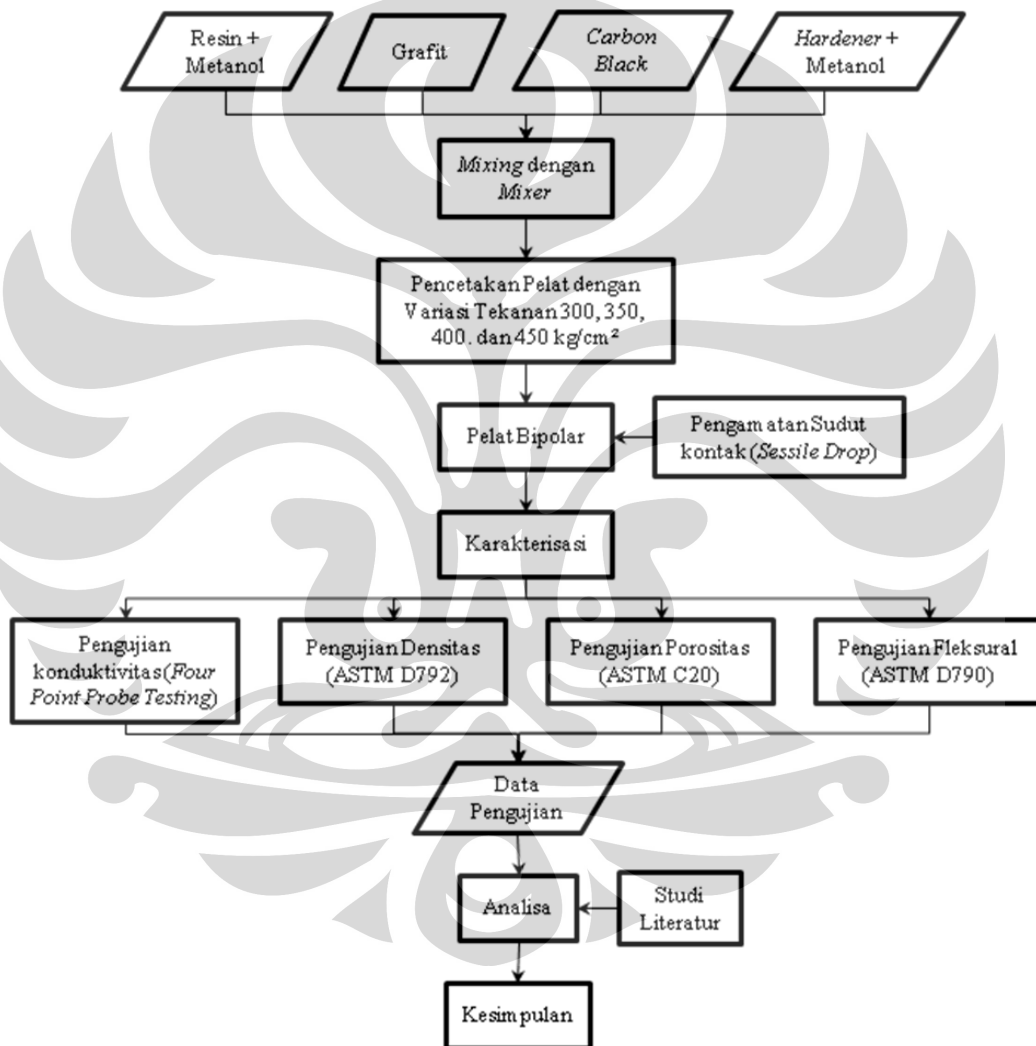 Resin +
Metanol
Grafit
Carbon
Black
Hardener +
Metanol
Mixing dengan
Mixer
Pencetakan Pelat dengan
Variasi Tekanan 300, 350,
400. dan 450 kg/cm²
Pelat Bipolar
Pengamatan Sudut
kontak (Sessile Drop)
Karakterisasi
Pengujian
konduktivitas (Four
Point Probe Testing)
Pengujian Densitas
(ASTM D792)
Pengujian Porositas
(ASTM C20)
Pengujian Fleksural
(ASTM D790)
Data
Pengujian
Analisa
Studi
Literatur
Kesimpulan